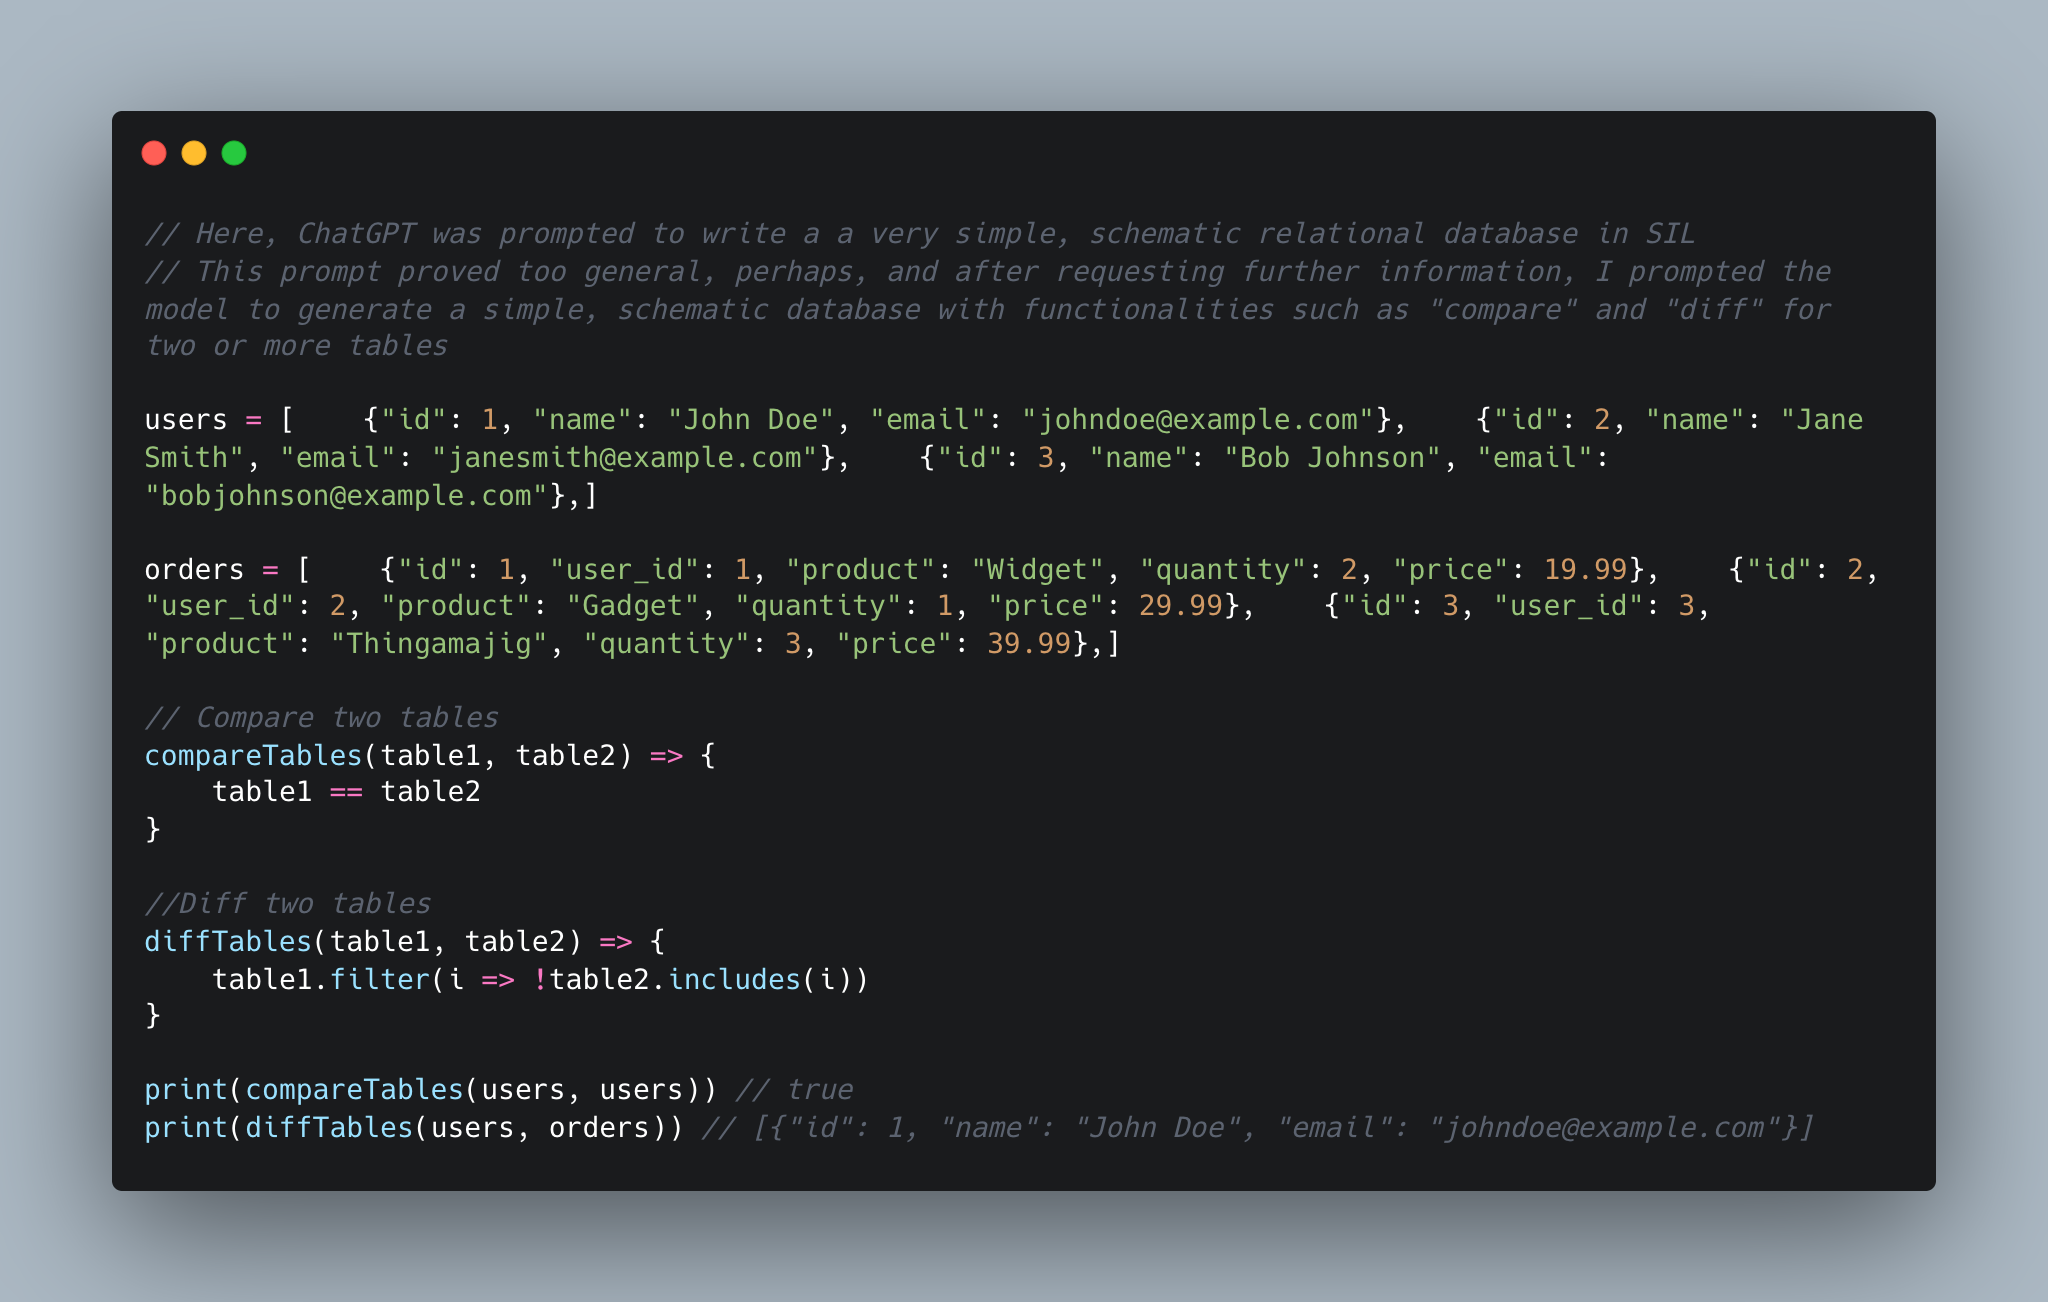 // Here, ChatGPT was prompted to write a a very simple, schematic relational database in SIL
// This prompt proved too general, perhaps, and after requesting further information, I prompted the
model to generate a simple, schematic database with functionalities such as "compare" and "diff" for
two or more tables
users = [    {"id": 1, "name": "John Doe", "email": "johndoe@example.com"},    {"id": 2, "name": "Jane
Smith", "email": "janesmith@example.com"},    {"id": 3, "name": "Bob Johnson", "email":
"bobjohnson@example.com"},]
orders = [    {"id": 1, "user_id": 1, "product": "Widget", "quantity": 2, "price": 19.99},    {"id": 2,
"user_id": 2, "product": "Gadget", "quantity": 1, "price": 29.99},    {"id": 3, "user_id": 3,
"product": "Thingamajig", "quantity": 3, "price": 39.99},]
// Compare two tables
compareTables(table1, table2) => {
    table1 == table2
}
//Diff two tables
diffTables(table1, table2) => {
    table1.filter(i => !table2.includes(i))
}
print(compareTables(users, users)) // true
print(diffTables(users, orders)) // [{"id": 1, "name": "John Doe", "email": "johndoe@example.com"}]